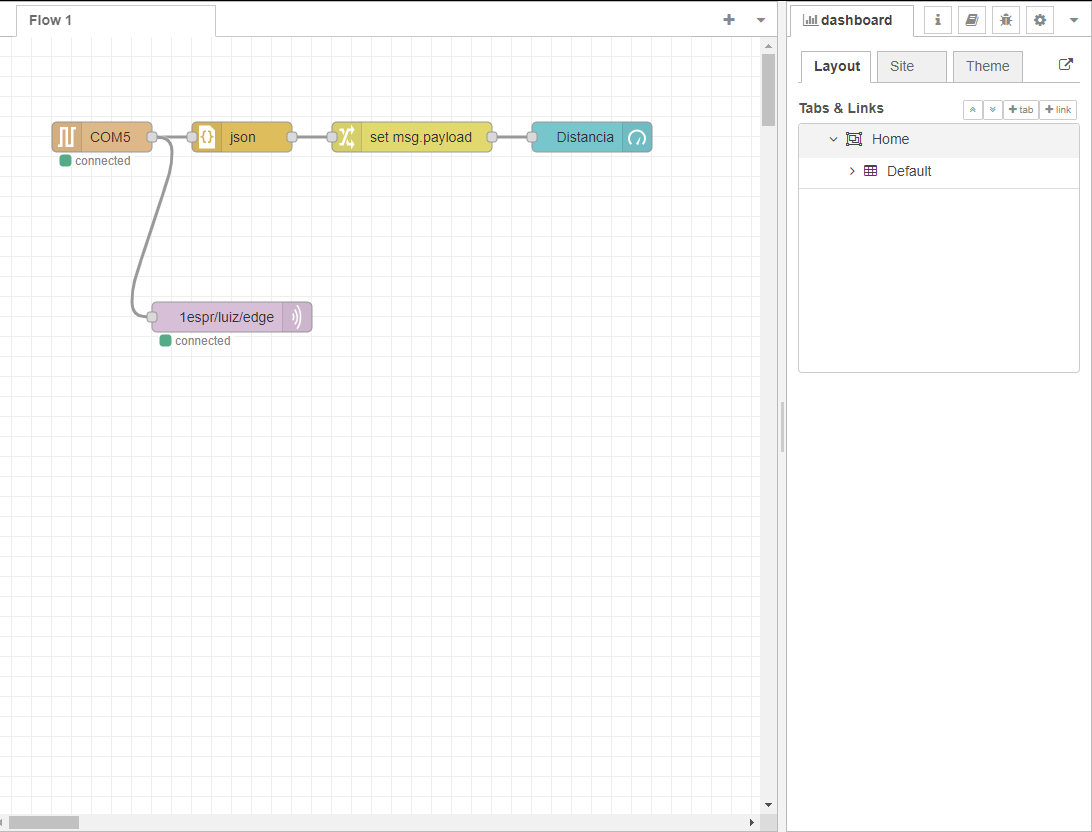 Flow 1
COM5
connected
json
set msg.payload
Distancia
1espr/luiz/edge
connected
dashboard
Layout
Site
Theme
Tabs & Links
tab
link
Home
Default